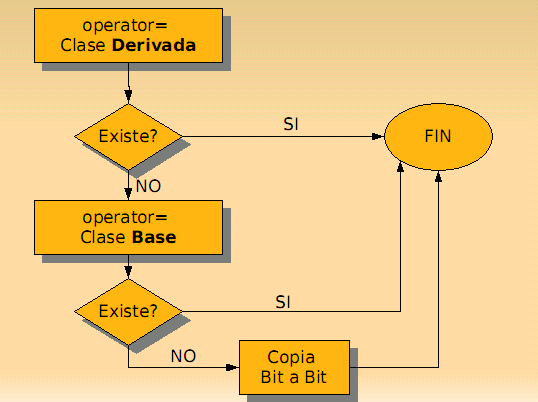 operator=
Clase Derivada
Existe?
SI
FIN
NO
operator=
Clase Base
Existe?
SI
NO
Copia
Bit a Bit